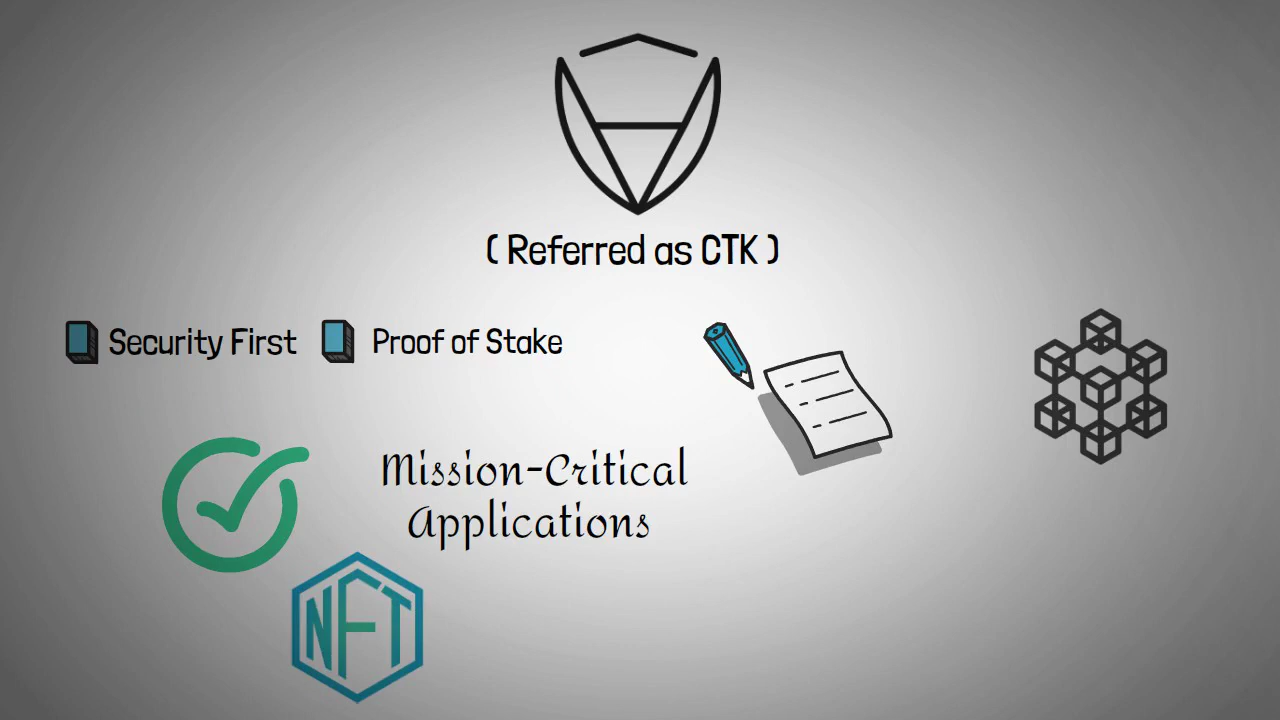 ( Referred as CTK )
Security First
Proof of Stake
Mission-Critical
Applications
NFT